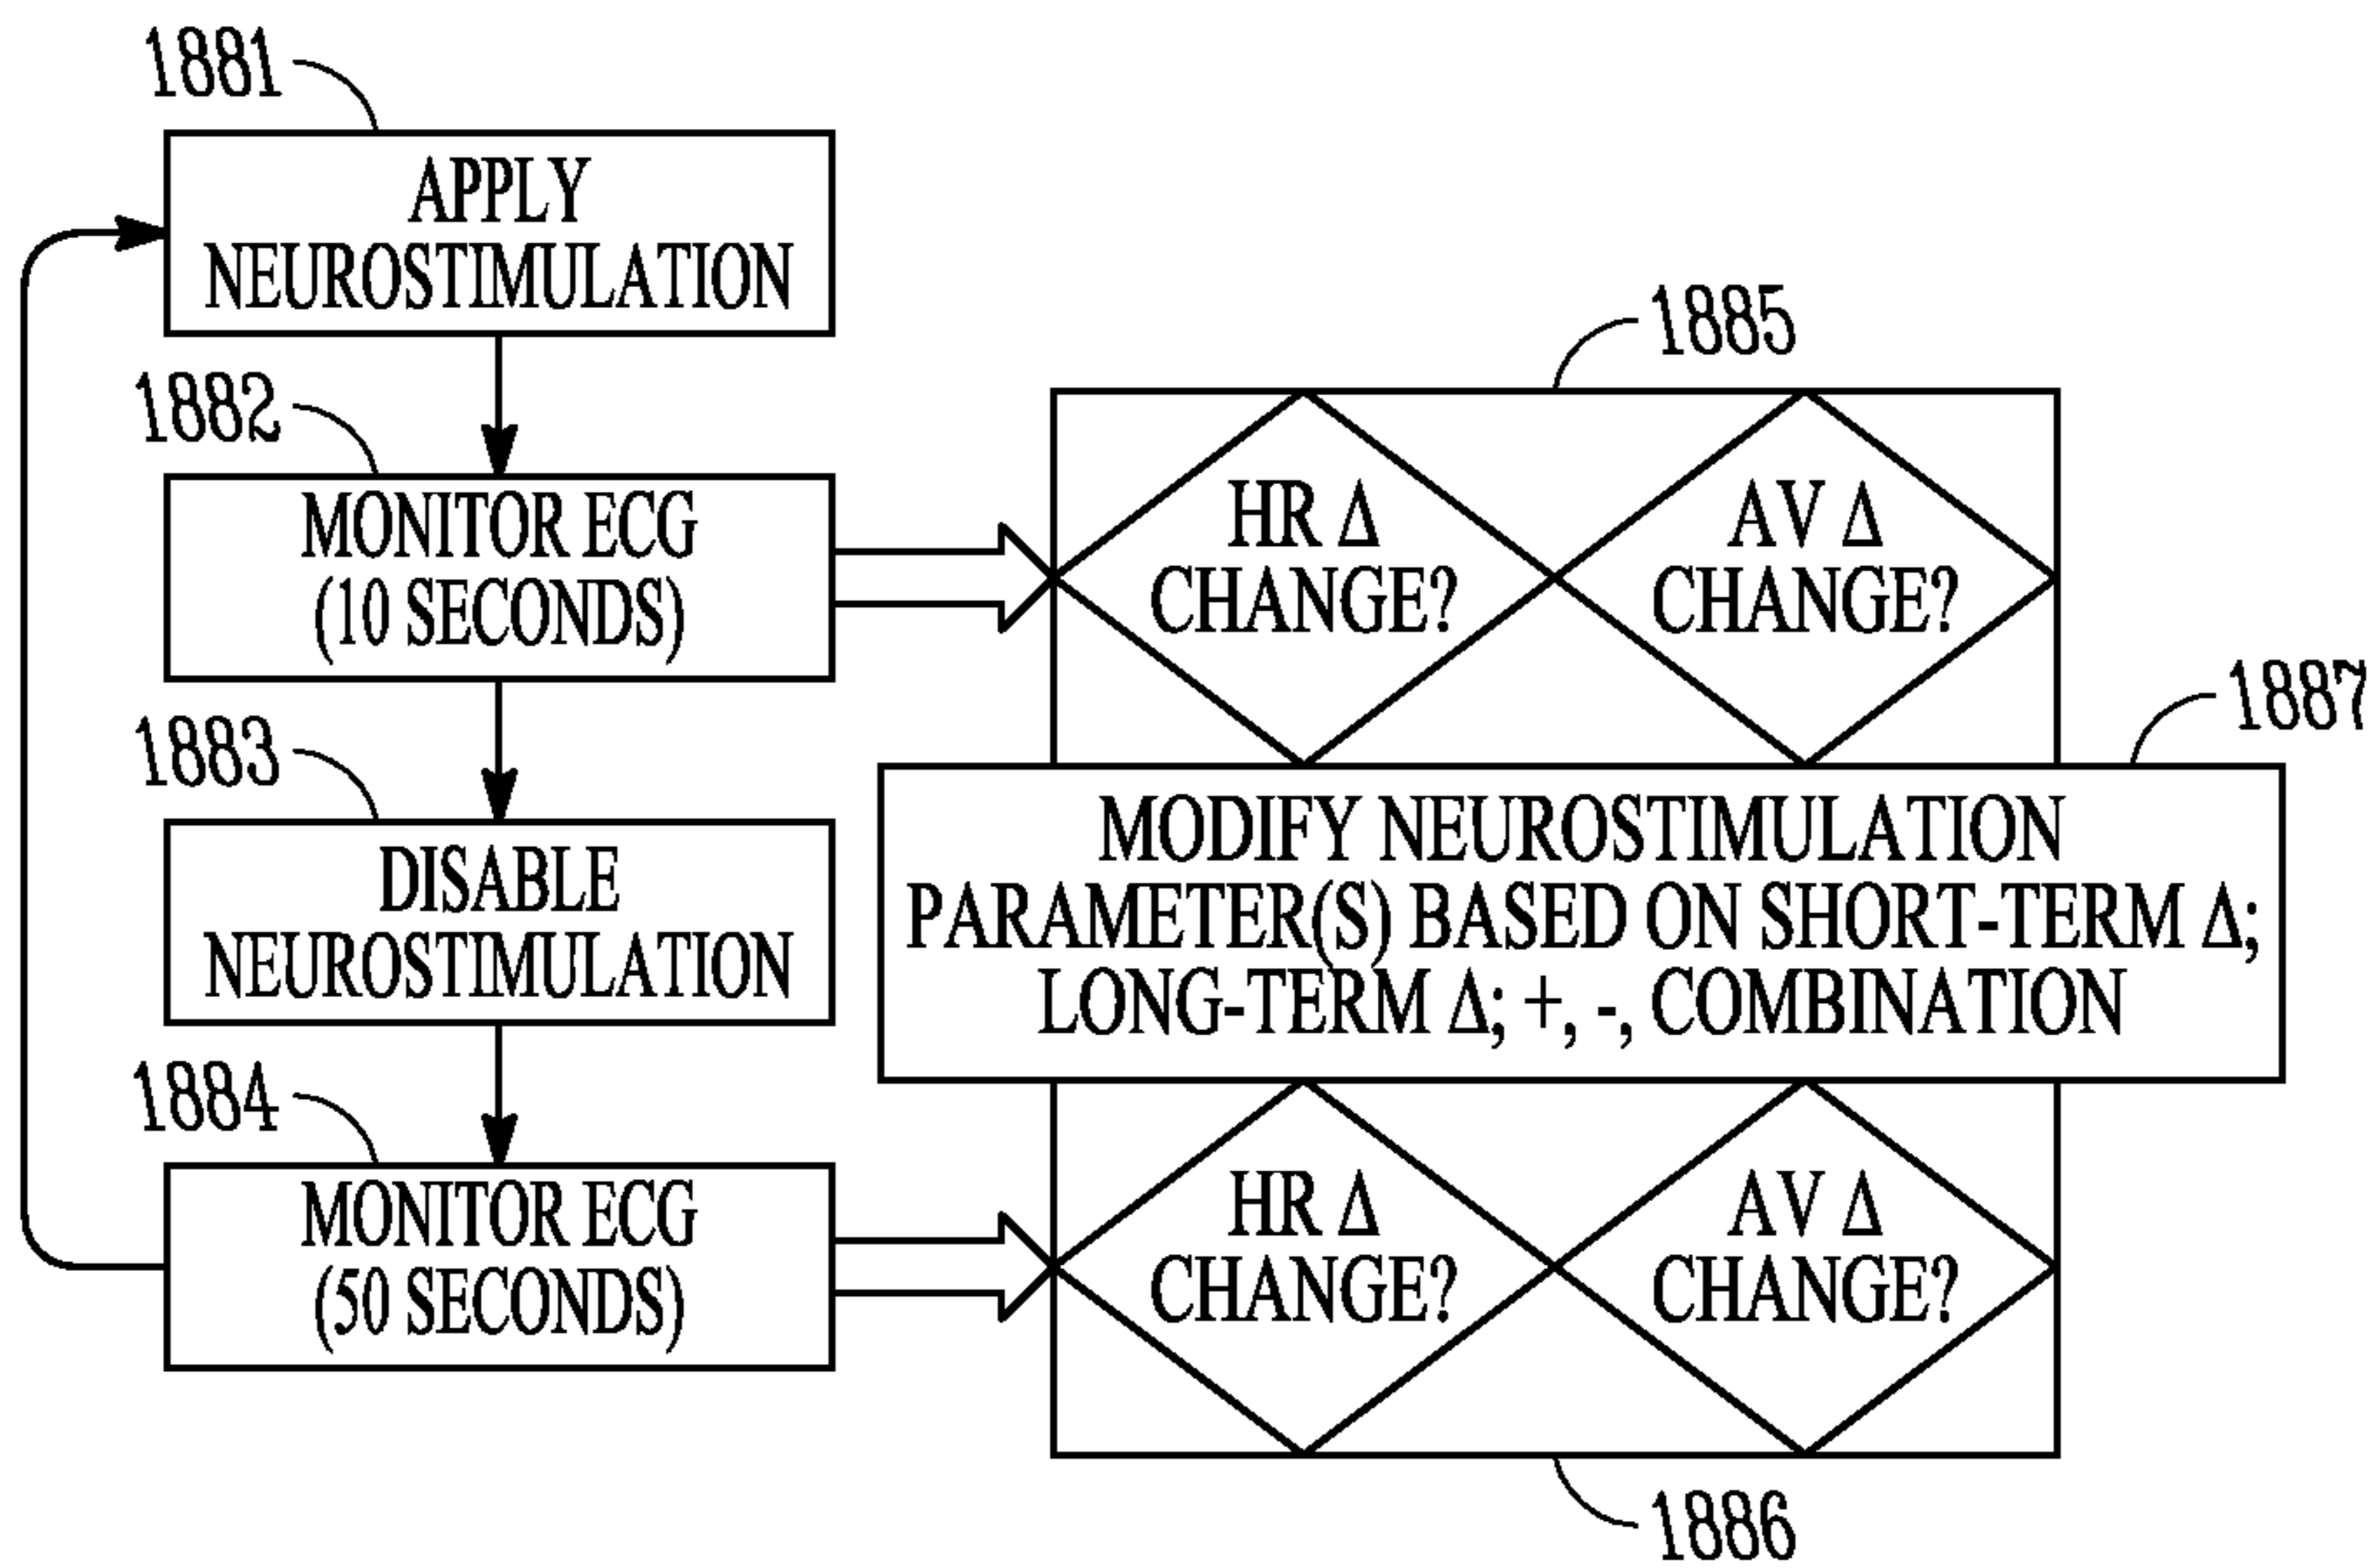 1881
APPLY
NEUROSTIMULATION
1882
MONITOR ECG
(10 SECONDS)
1883
DISABLE
NEUROSTIMULATION
1884
MONITOR ECG
(50 SECONDS)
1885
HR Δ
CHANGE?
AV Δ
CHANGE?
1887
MODIFY NEUROSTIMULATION
PARAMETER(S) BASED ON SHORT-TERM Δ;
LONG-TERM Δ; +, -, COMBINATION
HR Δ
CHANGE?
AV Δ
CHANGE?
1886